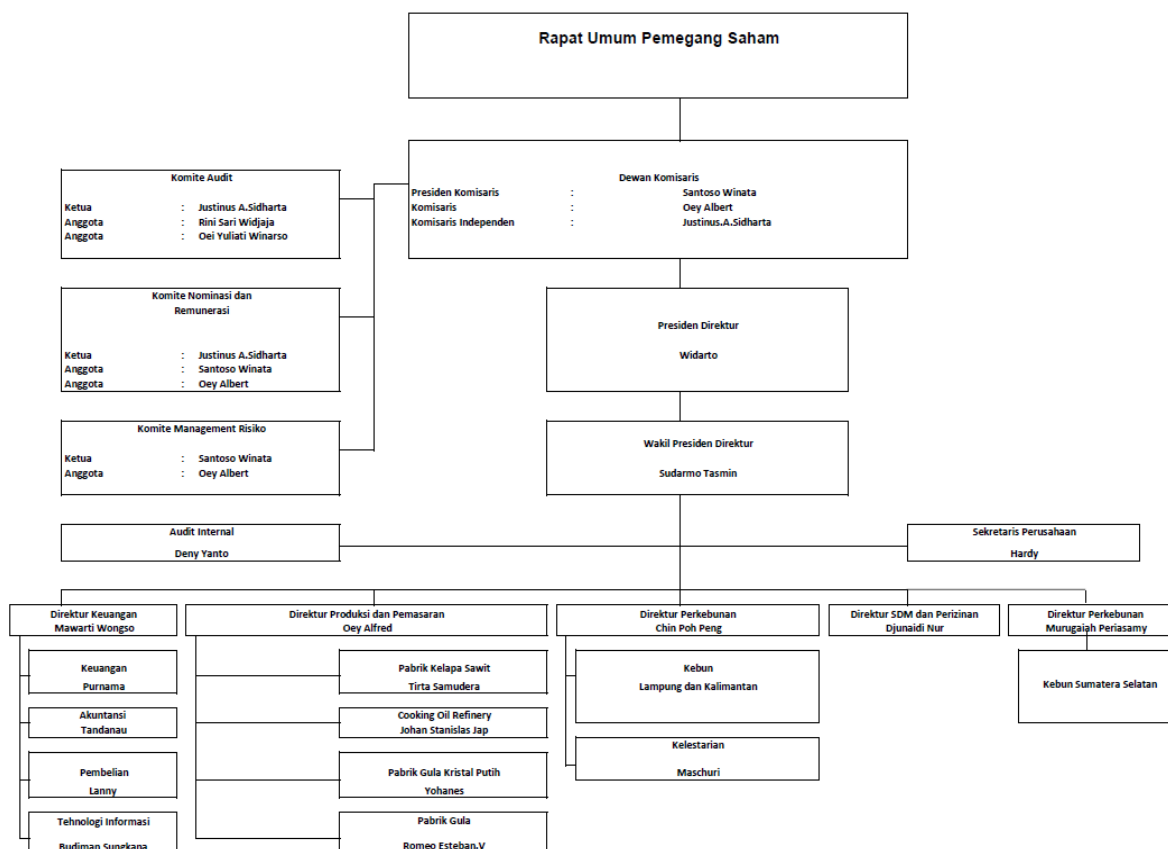 Rapat Umum Pemegang Saham
Komite Audit
Ketua : Justinus A.Sidharta
Anggota : Rini Sari Widjaja
Anggota : Oei Yuliati Winarso
Dewan Komisaris
Presiden Komisaris : Santoso Winata
Komisaris : Oey Albert
Komisaris Independen : Justinus.A.Sidharta
Komite Nominasi dan
Remunerasi
Ketua : Justinus A.Sidharta
Anggota : Santoso Winata
Anggota : Oey Albert
Presiden Direktur
Widarto
Komite Management Risiko
Ketua : Santoso Winata
Anggota : Oey Albert
Wakil Presiden Direktur
Sudarmo Tasmin
Audit Internal
Deny Yanto
Sekretaris Perusahaan
Hardy
Direktur Keuangan
Mawarti Wongso
Direktur Produksi dan Pemasaran
Oey Alfred
Direktur Perkebunan
Chin Poh Peng
Direktur SDM dan Perizinan
Djunaidi Nur
Direktur Perkebunan
Murugaiah Periasamy
Keuangan
Purnama
Pabrik Kelapa Sawit
Tirta Samudera
Kebun
Lampung dan Kalimantan
Kebun Sumatera Selatan
Akuntansi
Tandanau
Cooking Oil Refinery
Johan Stanislas Jap
Kelestarian
Maschuri
Pembelian
Lanny
Pabrik Gula Kristal Putih
Yohanes
Tehnologi Informasi
Budiman Sungkana
Pabrik Gula
Romeo Esteban.V